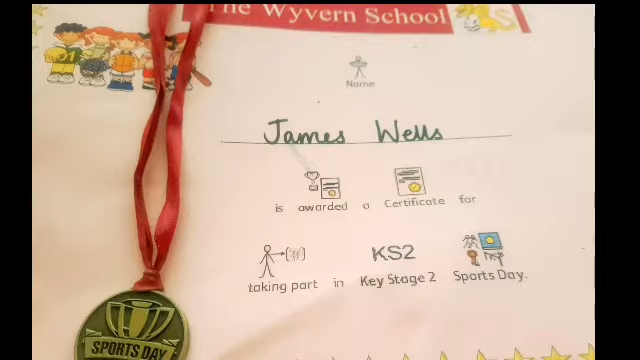 The Wyvern School
Name
James Wells
is awarded a Certificate for
KS2
taking part in Key Stage 2 Sports Day.
SPORTS DAY